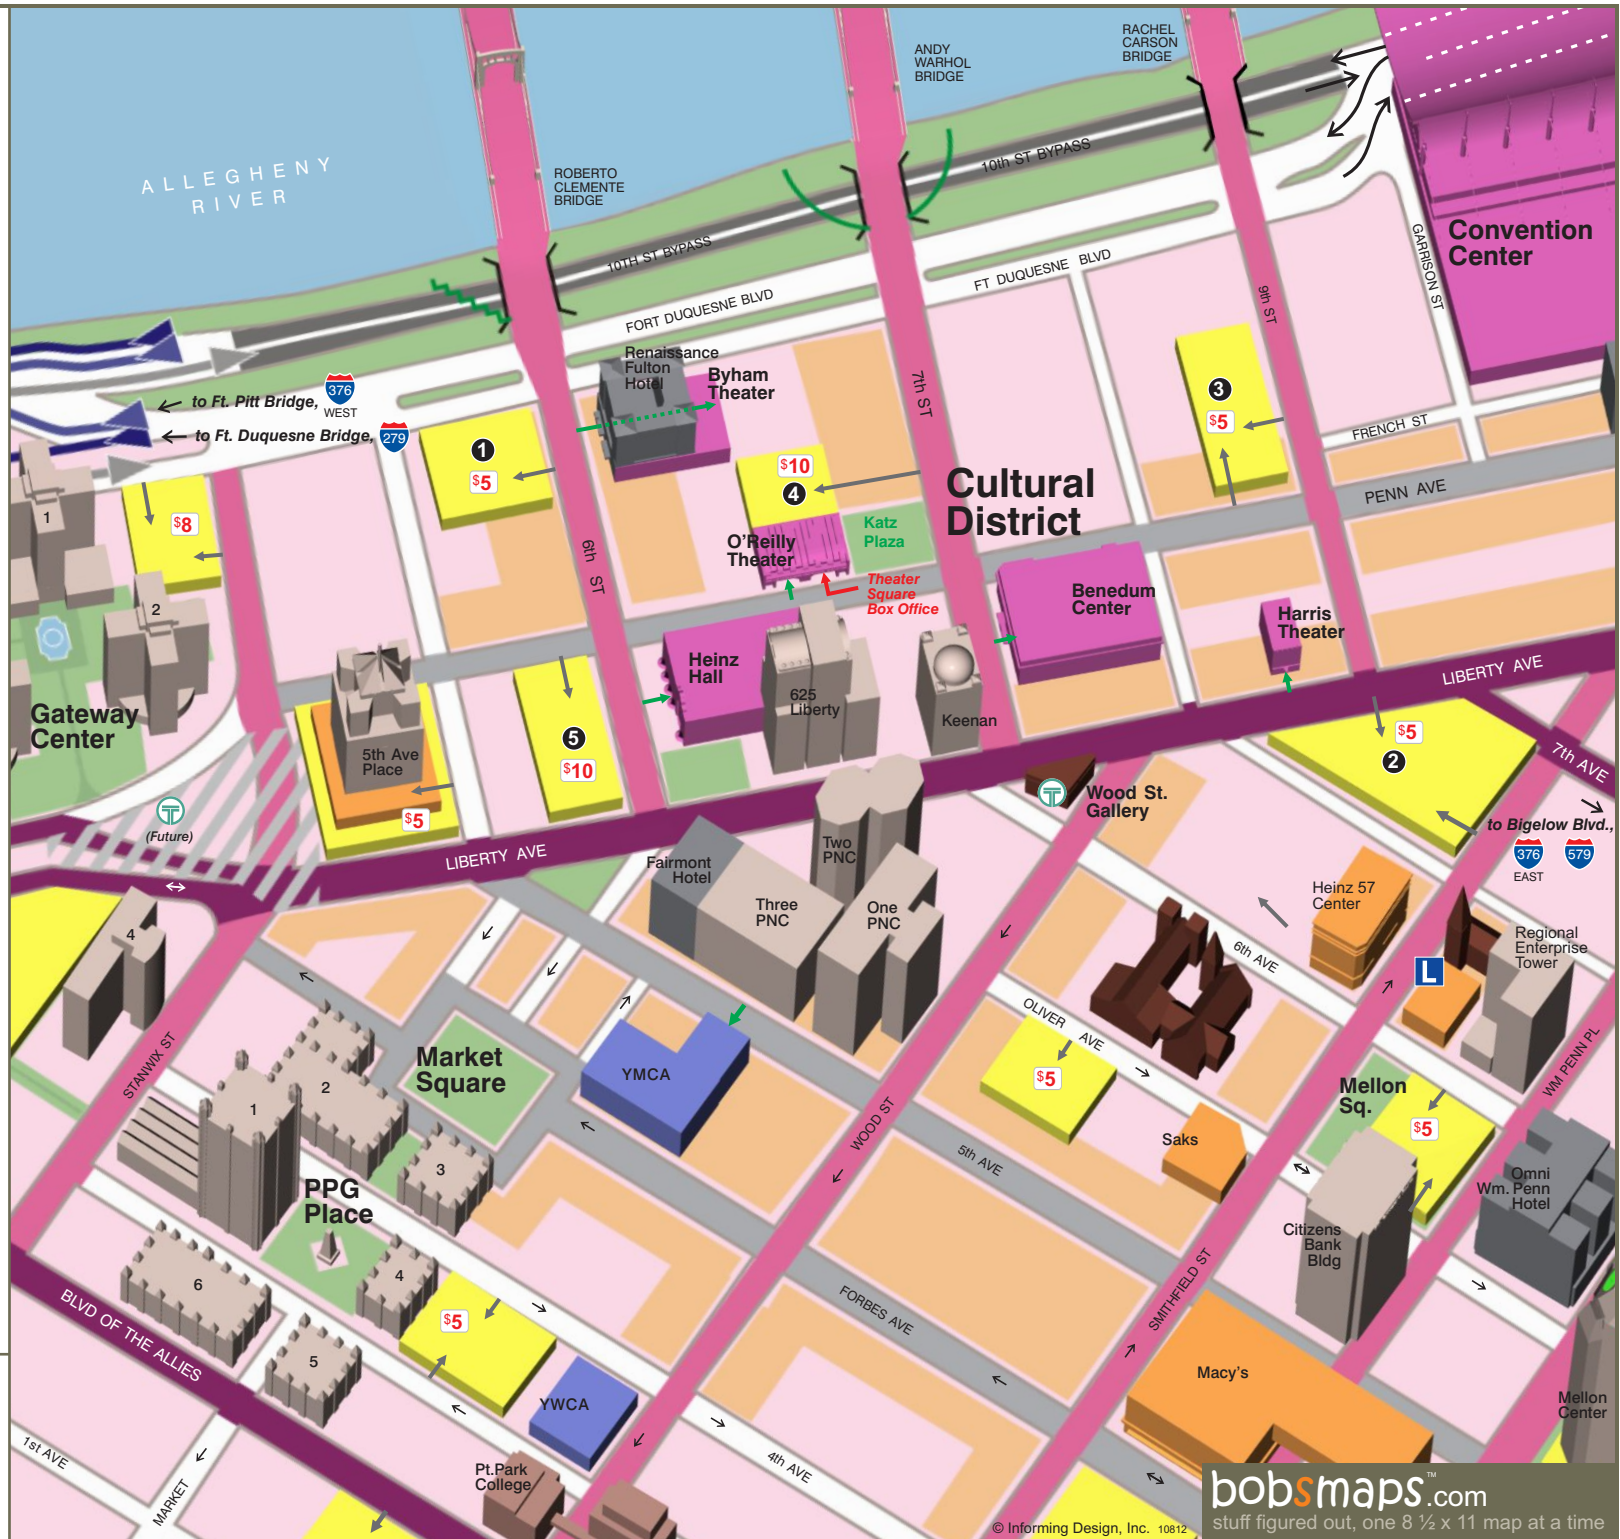 ALLEGHENY
RIVER
ROBERTO
CLEMENTE
BRIDGE
ANDY
WARHOL
BRIDGE
RACHEL
CARSON
BRIDGE
10TH ST BYPASS
10th ST BYPASS
FORT DUQUESNE BLVD
FT DUQUESNE BLVD
Convention
Center
GARRISON ST
9th ST
7th ST
6th ST
to Ft. Pitt Bridge,
376
WEST
to Ft. Duquesne Bridge,
279
Renaissance
Fulton
Hotel
Byham
Theater
1
$5
3
$5
FRENCH ST
PENN AVE
$10
4
Cultural
District
Katz
Plaza
O'Reilly
Theater
Theater
Square
Box Office
1
$8
2
Benedum
Center
Harris
Theater
Heinz
Hall
625
Liberty
Keenan
LIBERTY AVE
Gateway
Center
5th Ave
Place
$5
5
$10
$5
2
7th AVE
to Bigelow Blvd.,
376
EAST
579
T
(Future)
T
Wood St.
Gallery
LIBERTY AVE
Fairmont
Hotel
Two
PNC
Three
PNC
One
PNC
Heinz 57
Center
4
6th AVE
Regional
Enterprise
Tower
L
OLIVER AVE
STANWIX ST
Market
Square
YMCA
$5
Mellon
Sq.
WM PENN PL
$5
1
2
3
WOOD ST
Saks
5th AVE
Omni
Wm. Penn
Hotel
PPG
Place
Citizens
Bank
Bldg
6
4
$5
FORBES AVE
SMITHFIELD ST
BLVD OF THE ALLIES
5
YWCA
Macy's
Mellon
Center
1st AVE
MARKET
Pt.Park
College
4th AVE
bobsmaps™.com
stuff figured out, one 8 ½ x 11 map at a time
© Informing Design, Inc. 10812